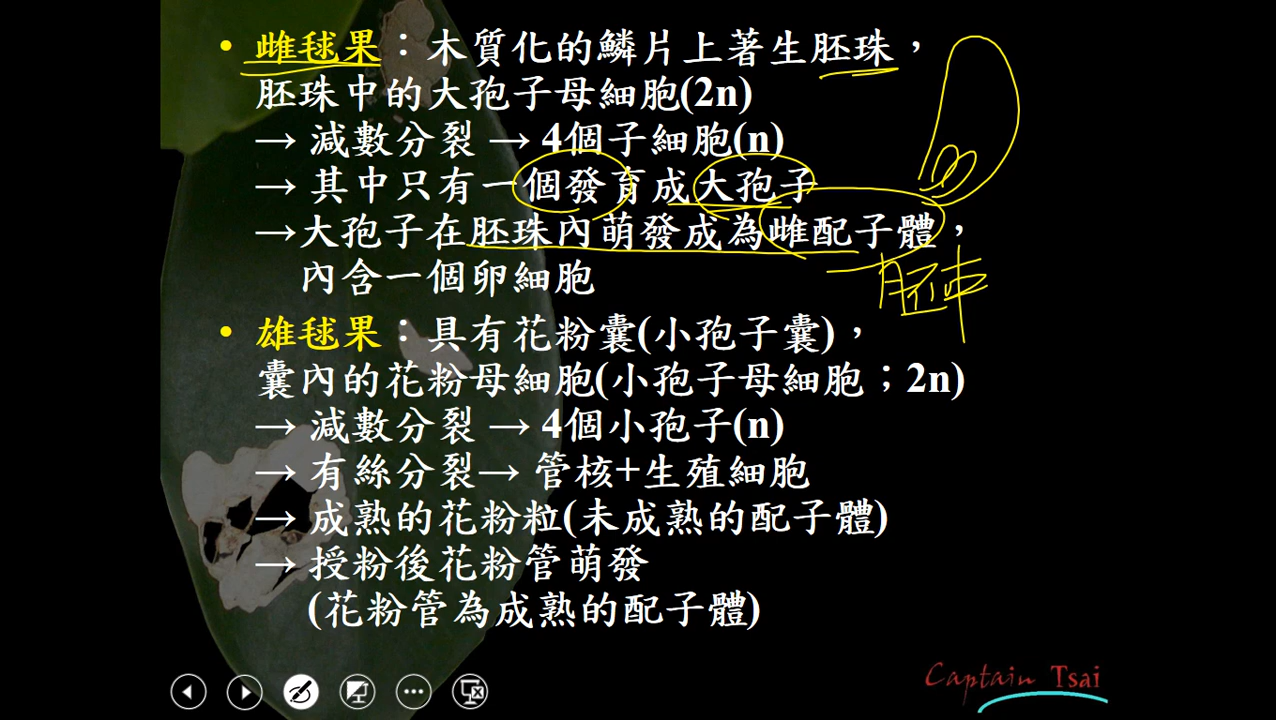 • 雌毬果：木質化的鱗片上著生胚珠，
胚珠中的大孢子母細胞(2n)
→ 減數分裂 → 4個子細胞(n)
→ 其中只有一個發育成大孢子
→大孢子在胚珠內萌發成為雌配子體，
胚珠
內含一個卵細胞
• 雄毬果：具有花粉囊(小孢子囊)，
囊內的花粉母細胞(小孢子母細胞；2n)
→ 減數分裂 → 4個小孢子(n)
→ 有絲分裂→ 管核+生殖細胞
→ 成熟的花粉粒(未成熟的配子體)
→ 授粉後花粉管萌發
(花粉管為成熟的配子體)
Captain Tsai